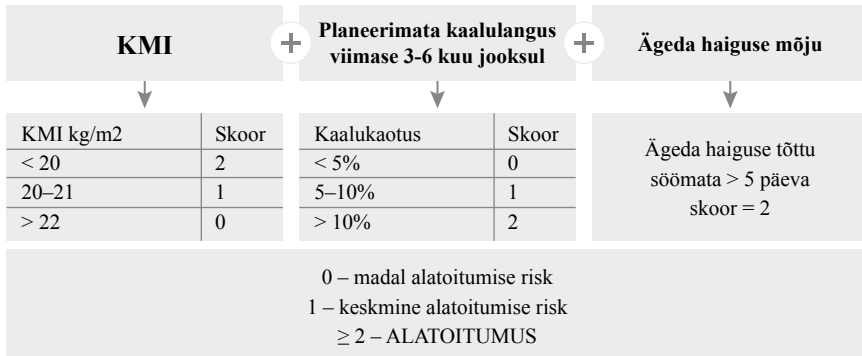 KMI
+
Planeerimata kaalulangus
viimase 3-6 kuu jooksul
+
Ägeda haiguse mõju
KMI kg/m2 Skoor
< 20 2
20–21 1
> 22 0
Kaalukaotus Skoor
< 5% 0
5–10% 1
> 10% 2
Ägeda haiguse tõttu
söömata > 5 päeva
skoor = 2
0 – madal alatoitumise risk
1 – keskmine alatoitumise risk
≥ 2 – ALATOITUMUS